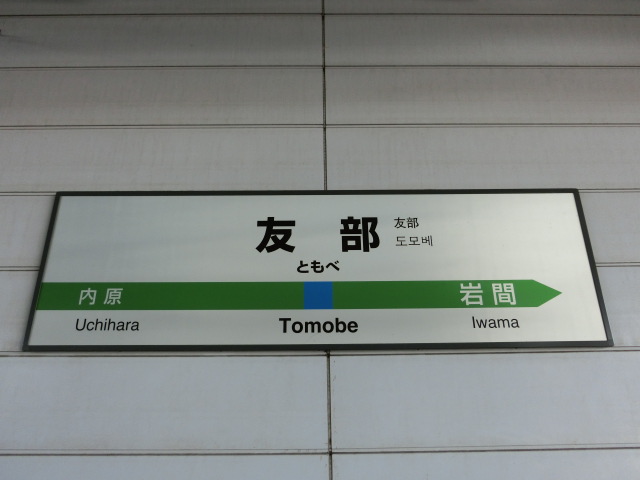 友部
友部
도모베
ともべ
内原
岩間
Uchihara
Tomobe
Iwama